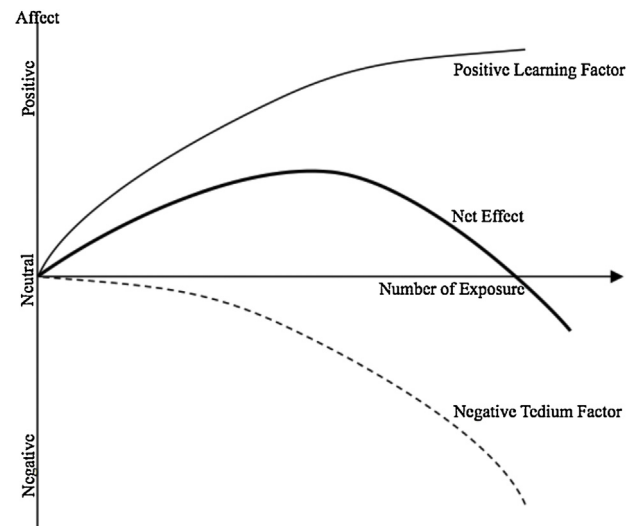 Affect
Positive
Positive Learning Factor
Net Effect
Neutral
Number of Exposure
Negative Tedium Factor
Negative